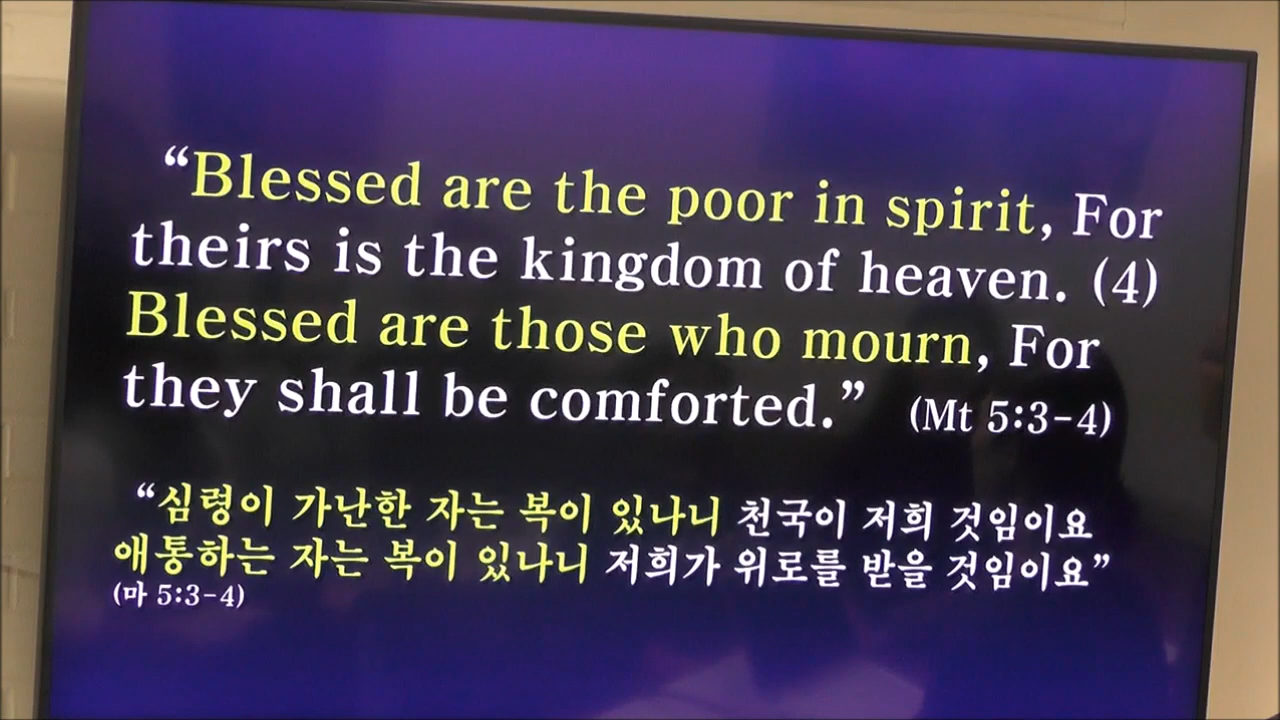 “Blessed are the poor in spirit, For
theirs is the kingdom of heaven. (4)
Blessed are those who mourn, For
they shall be comforted.” (Mt 5:3-4)
“심령이 가난한 자는 복이 있나니 천국이 저희 것임이요
애통하는 자는 복이 있나니 저희가 위로를 받을 것임이요”
(마 5:3-4)